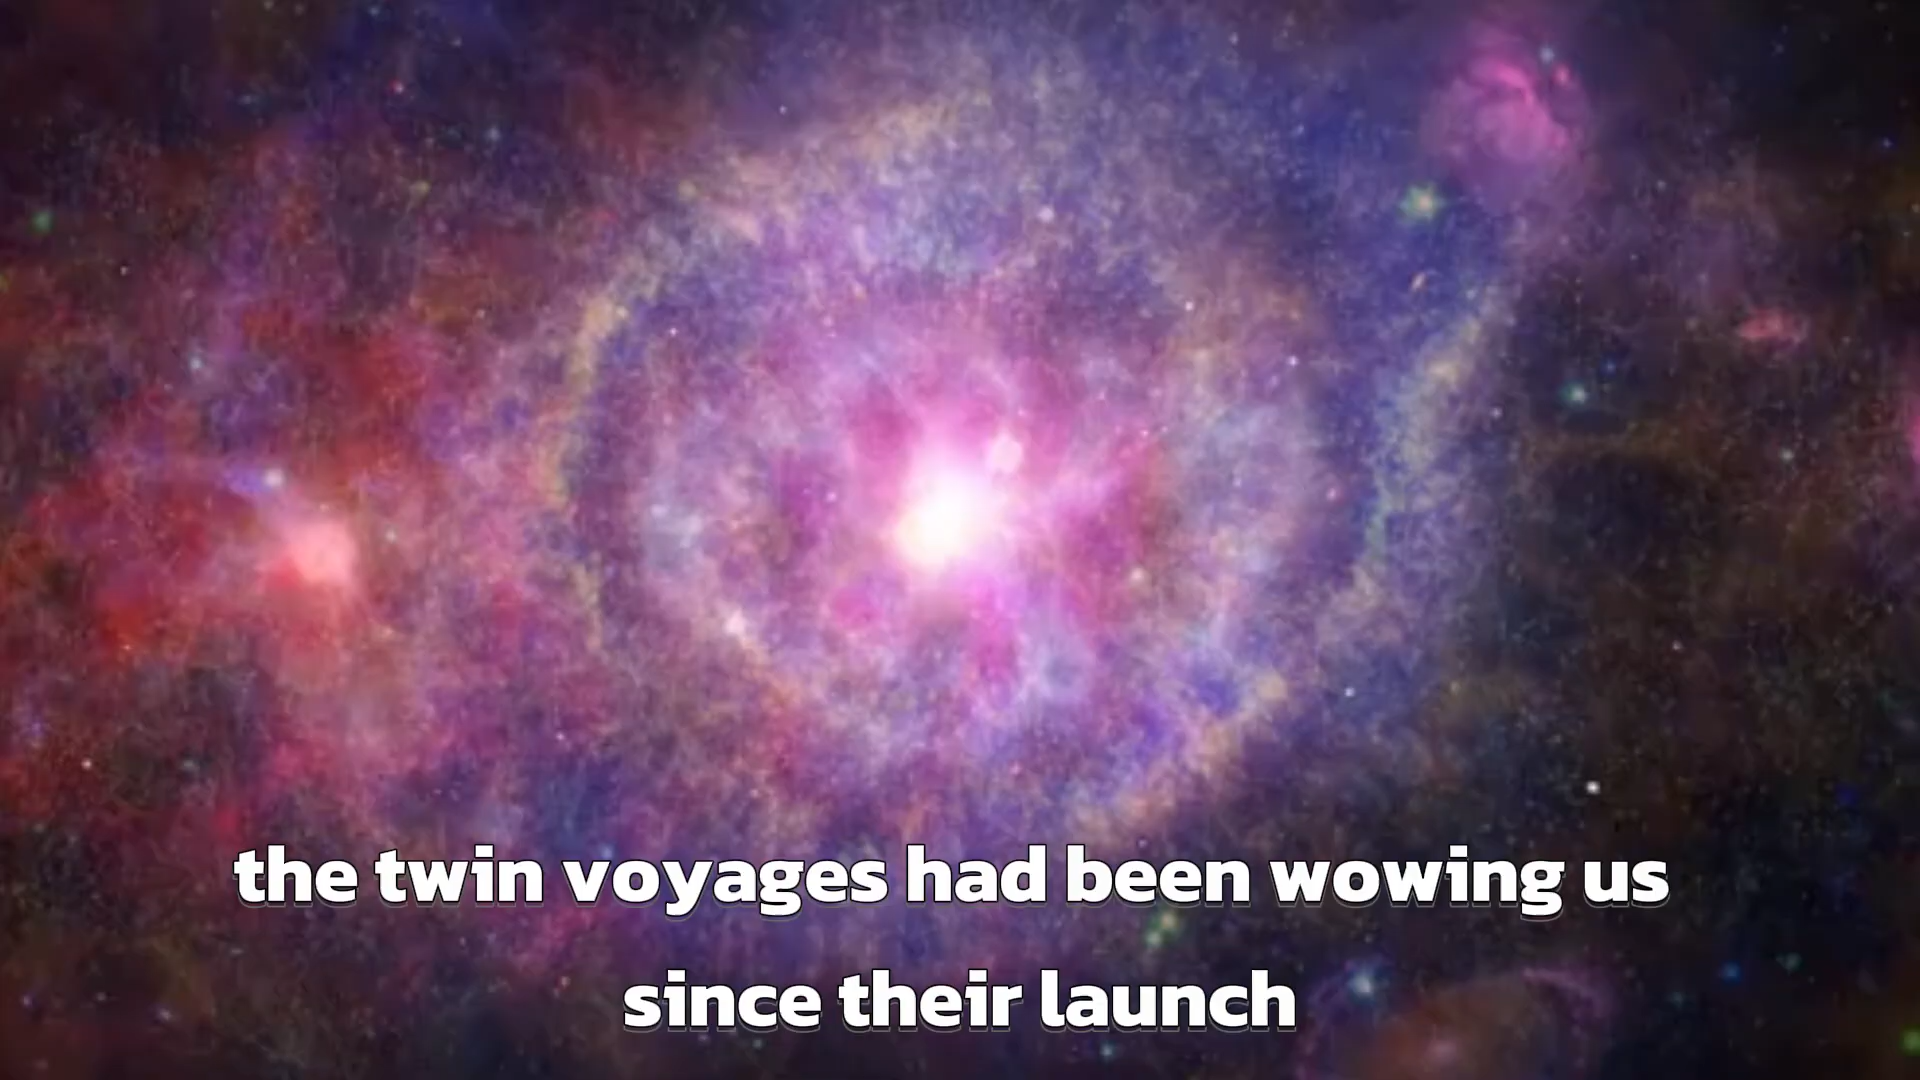 the twin voyages had been wowing us
since their launch